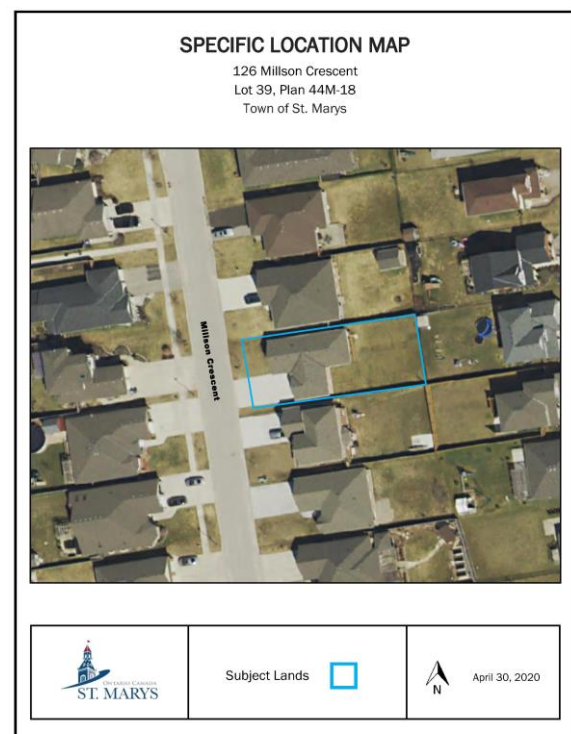 SPECIFIC LOCATION MAP
126 Millson Crescent
Lot 39, Plan 44M-18
Town of St. Marys
Millson Crescent
ONTARIO CANADA
ST. MARYS
Subject Lands
N
April 30, 2020